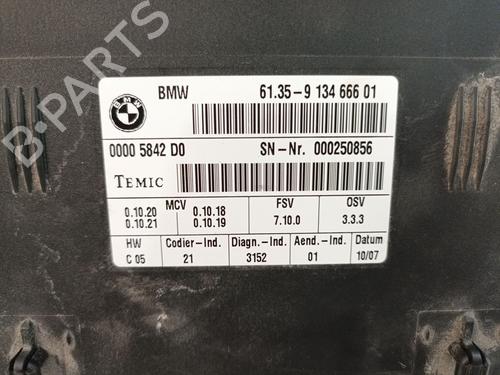 B-PARTS
BMW 61.35-9 134 666 01
0000 5842 D0 SN-Nr. 000250856
TEMIC
MCV FSV OSV
0.10.20 0.10.18 7.10.0 3.3.3
0.10.21 0.10.19
HW Codier-Ind. Diagn.-Ind. Aend.-Ind. Datum
C 05 21 3152 01 10/07